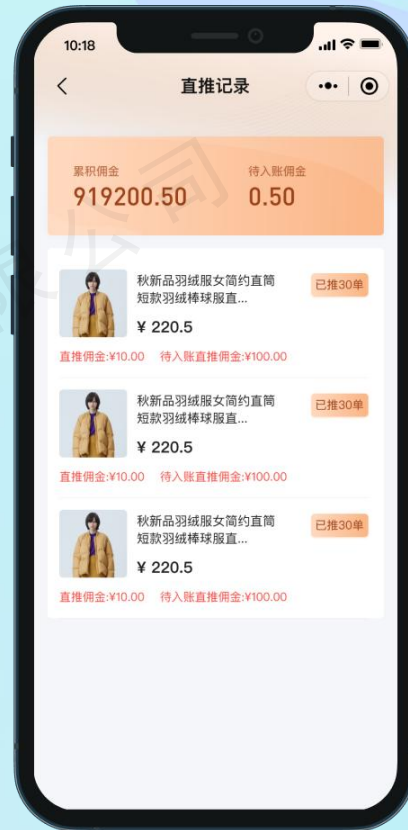 10:18
直推记录
累积佣金
待入账佣金
919200.50
0.50
秋新品羽绒服女简约直筒
短款羽绒棒球服直...
已推30单
¥ 220.5
直推佣金:¥10.00 待入账直推佣金:¥100.00
秋新品羽绒服女简约直筒
短款羽绒棒球服直...
已推30单
¥ 220.5
直推佣金:¥10.00 待入账直推佣金:¥100.00
秋新品羽绒服女简约直筒
短款羽绒棒球服直...
已推30单
¥ 220.5
直推佣金:¥10.00 待入账直推佣金:¥100.00
限公司